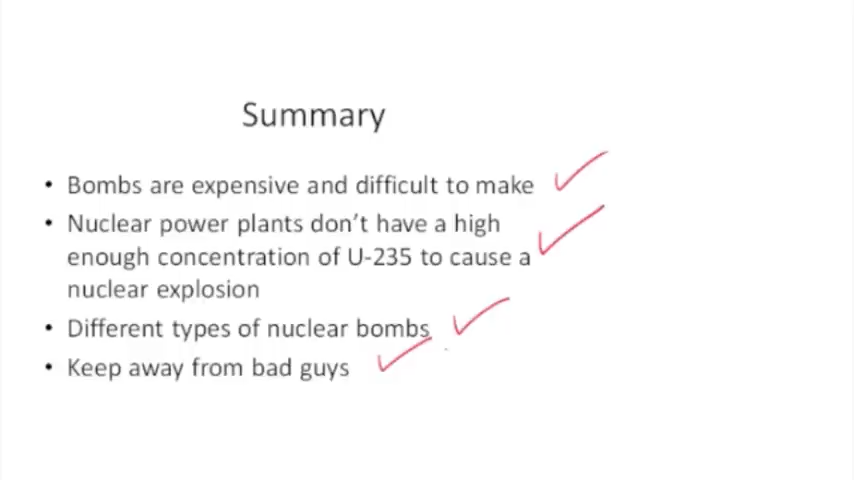 Summary
• Bombs are expensive and difficult to make
• Nuclear power plants don't have a high
enough concentration of U-235 to cause a
nuclear explosion
• Different types of nuclear bombs
• Keep away from bad guys